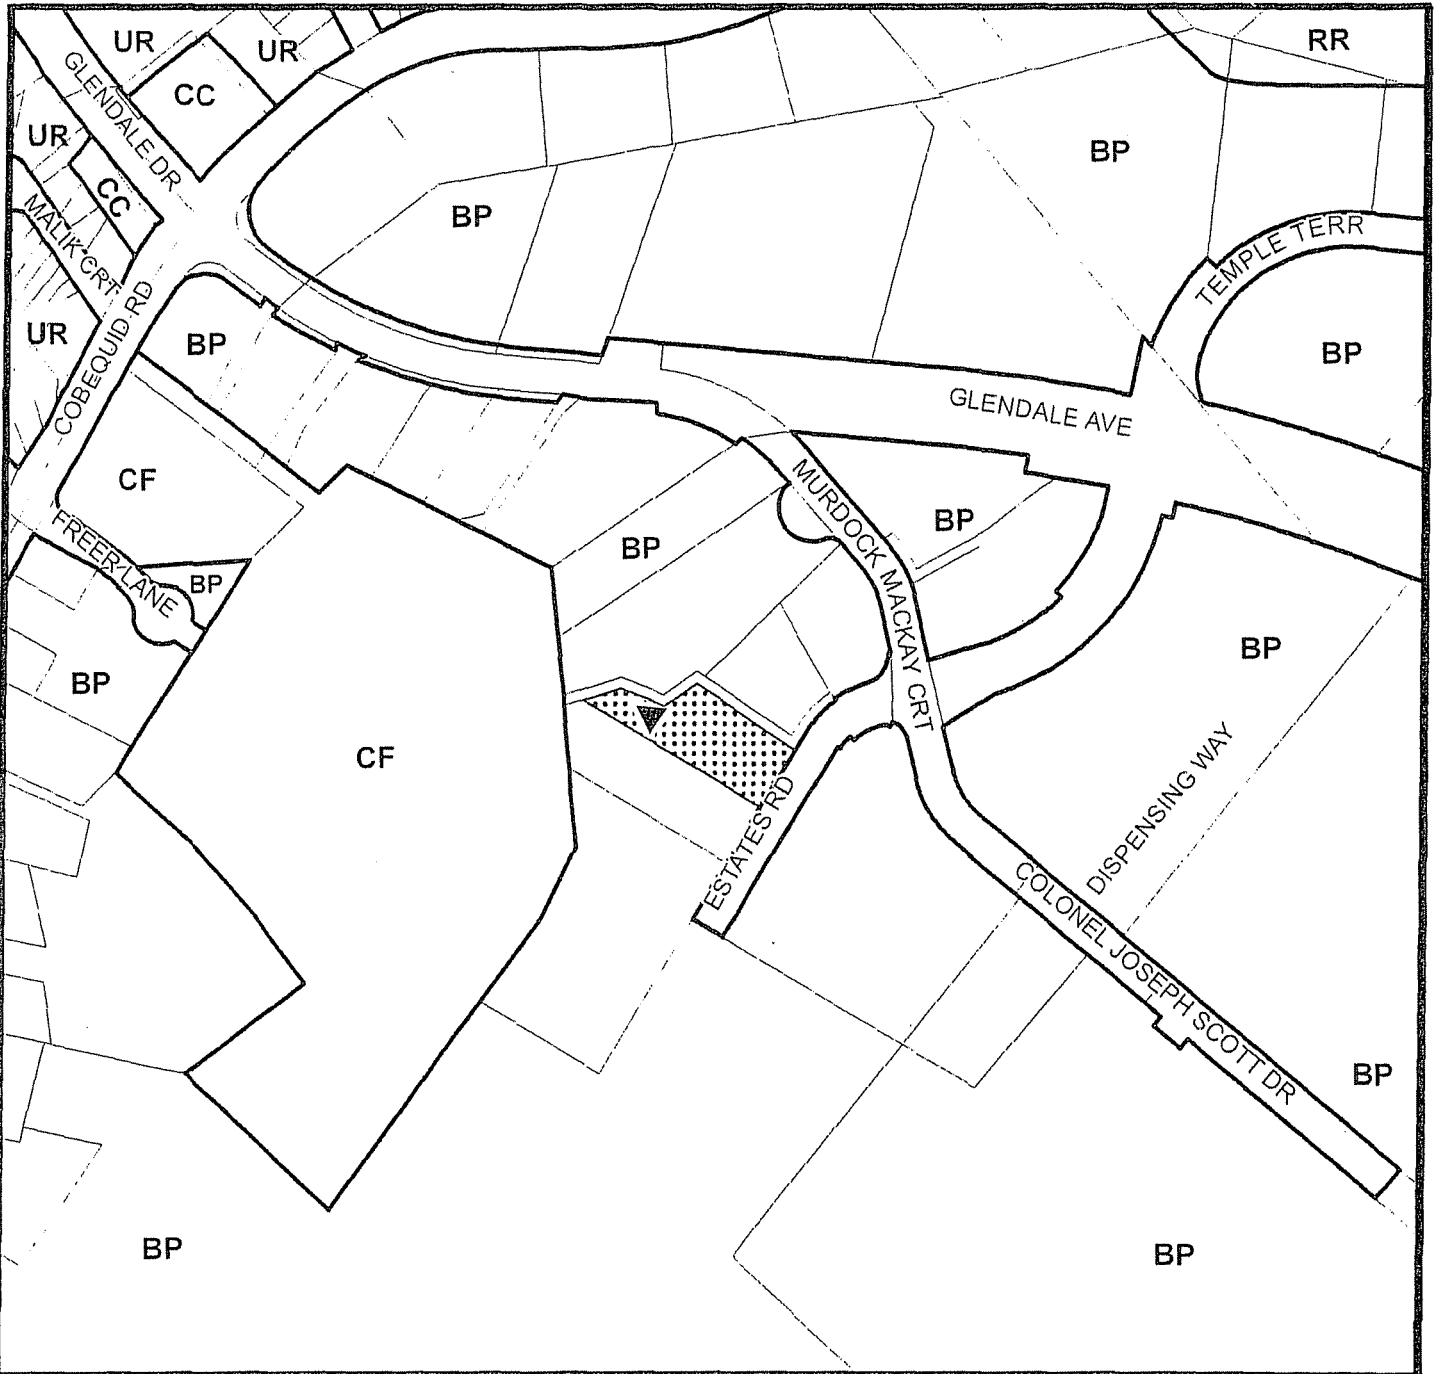 UR
UR
RR
GLENDALE DR
CC
UR
BP
CC
BP
MALIK CRT
TEMPLE TERR
COBEQUID RD
UR
BP
BP
GLENDALE AVE
CF
MURDOCK MACKAY CRT
BP
FREER LANE
BP
BP
BP
BP
CF
DISPENSING WAY
ESTATES RD
COLONEL JOSEPH SCOTT DR
BP
BP
BP